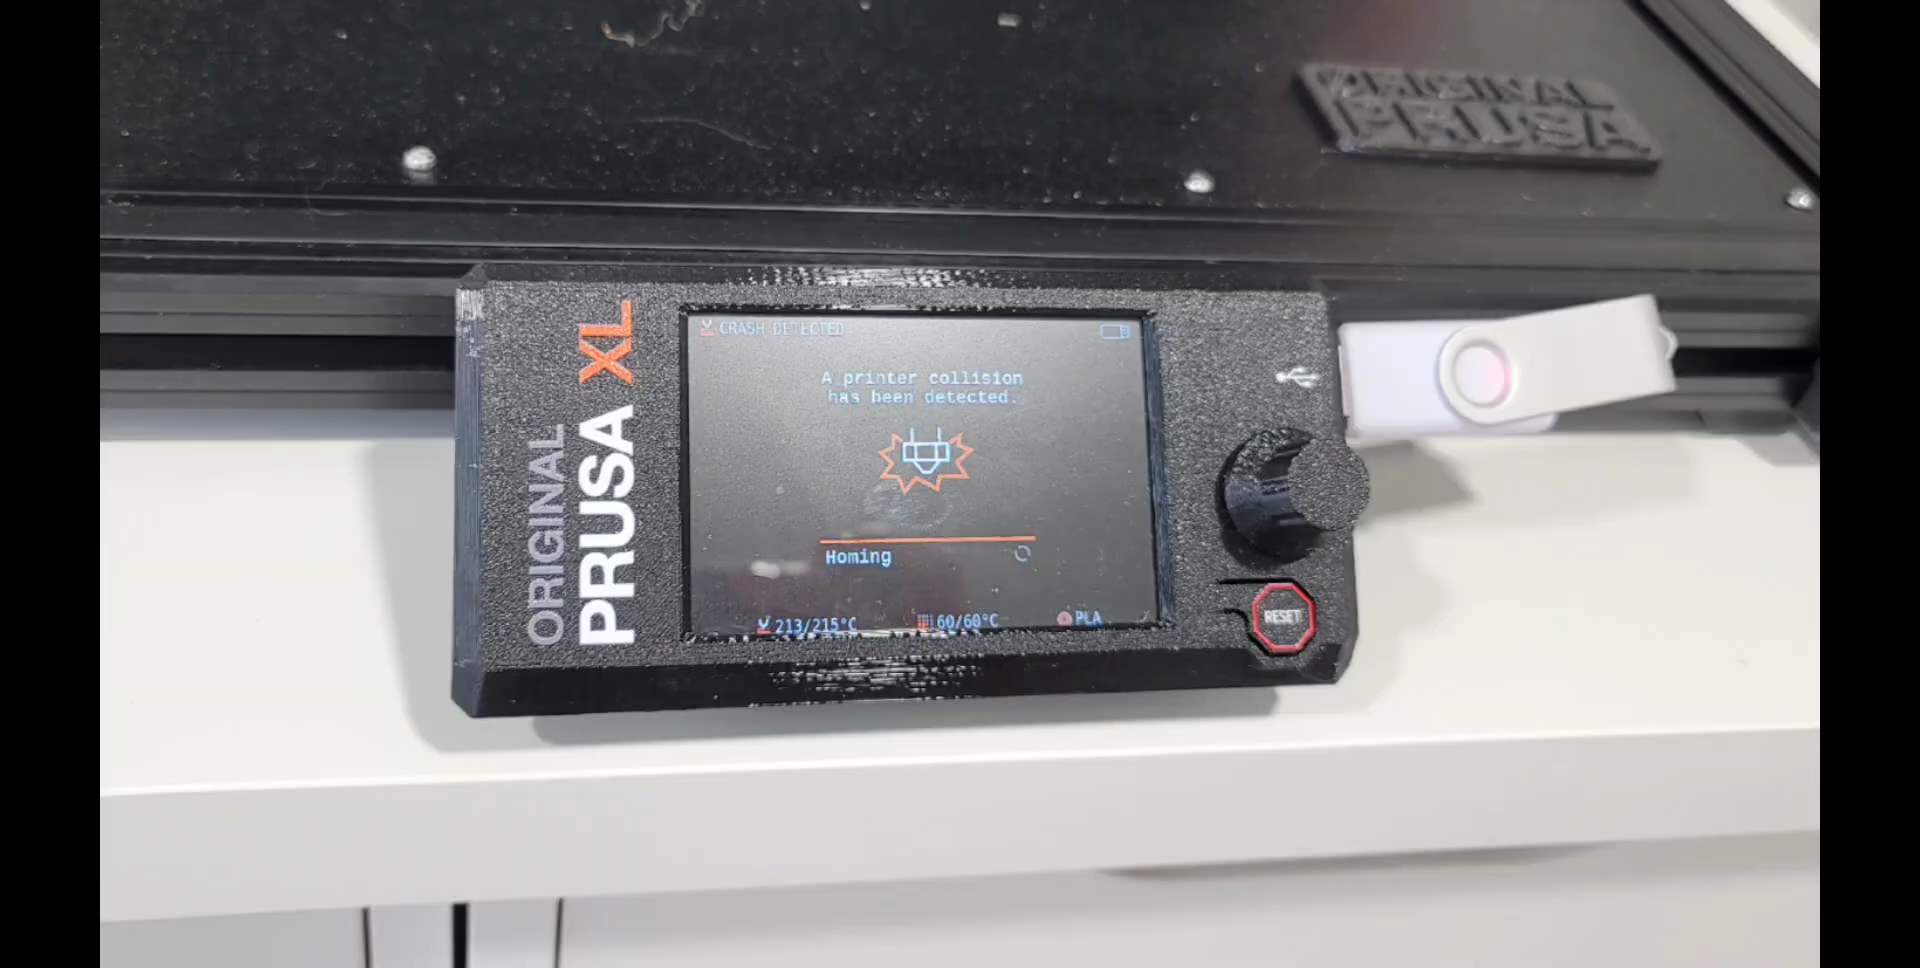 ORIGINAL
PRUSA
ORIGINAL
PRUSA XL
CRASH DETECTED
A printer collision
has been detected.
Homing
213/215°C
60/60°C
PLA
RESET